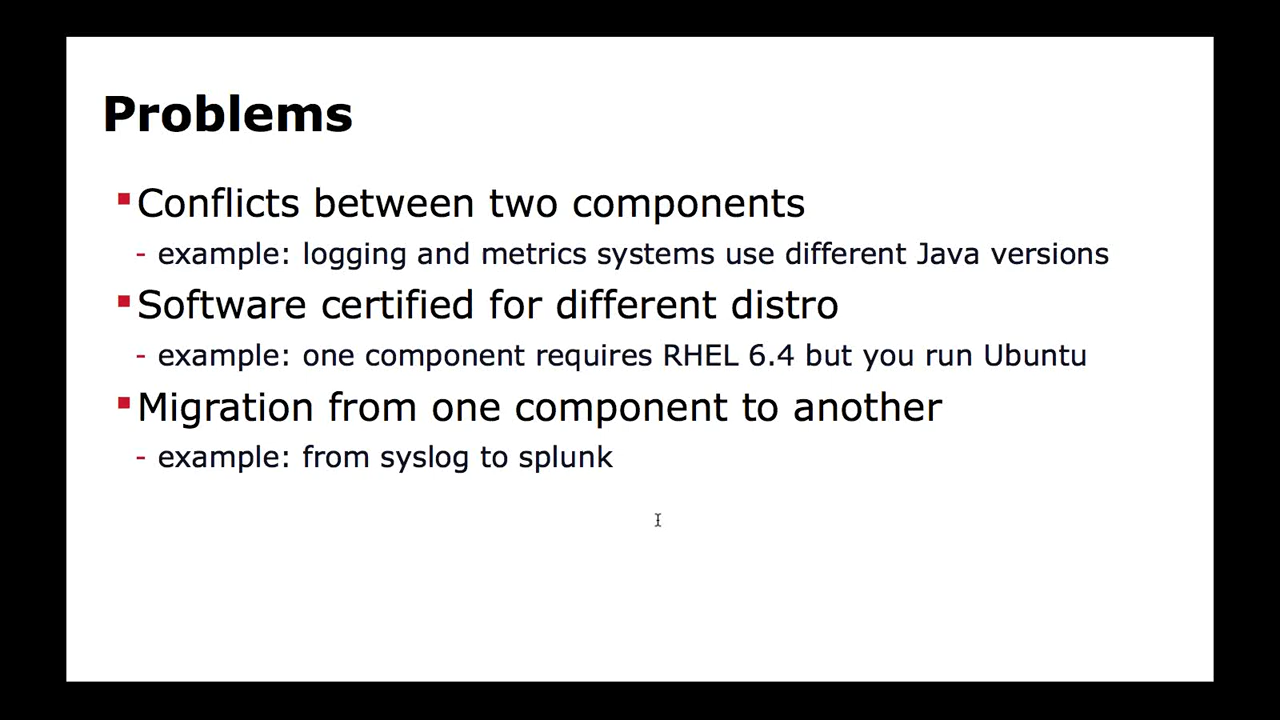 Problems
Conflicts between two components
- example: logging and metrics systems use different Java versions
Software certified for different distro
- example: one component requires RHEL 6.4 but you run Ubuntu
Migration from one component to another
- example: from syslog to splunk